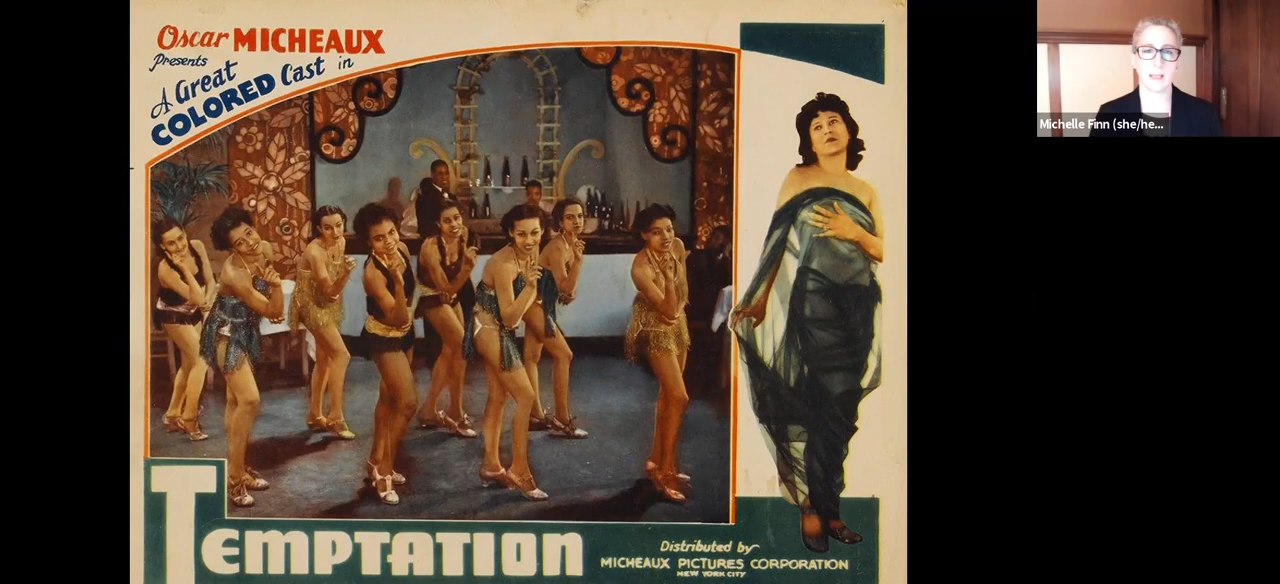 Oscar MICHEAUX
Presents
A Great
COLORED Cast in
TEMPTATION
Distributed by
MICHEAUX PICTURES CORPORATION
NEW YORK CITY
Michelle Finn (she/he...